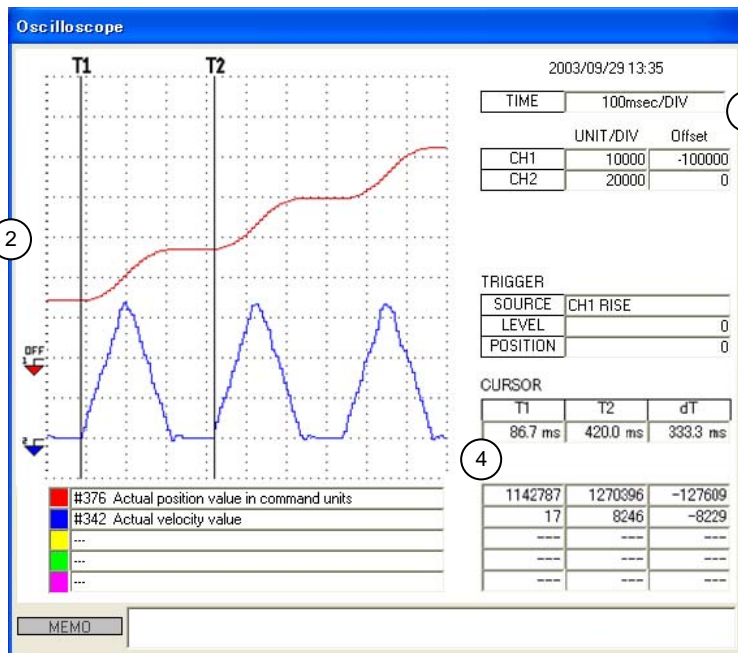 Oscilloscope
T1 T2
2003/09/29 13:35
TIME 100msec/DIV
UNIT/DIV Offset
CH1 10000 -100000
CH2 20000 0
2
TRIGGER
SOURCE CH1 RISE
LEVEL 0
POSITION 0
OFF
1
2
CURSOR
T1 T2 dT
86.7 ms 420.0 ms 333.3 ms
4
#376 Actual position value in command units 1142787 1270396 -127609
#342 Actual velocity value 17 8246 -8229
--- --- --- ---
--- --- --- ---
--- --- --- ---
MEMO